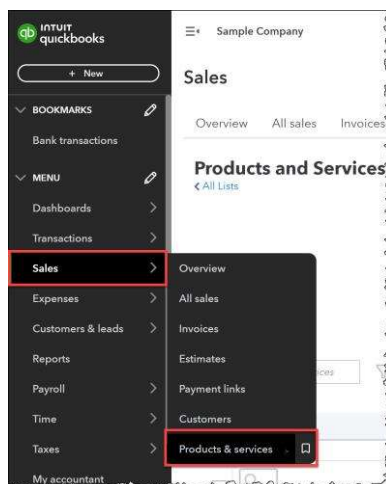 INTUIT
quickbooks
+ New
BOOKMARKS
Bank transactions
MENU
Dashboards
Transactions
Sales
Expenses
Customers & leads
Reports
Payroll
Time
Taxes
My accountant
Sample Company
Sales
Overview All sales Invoices
Products and Services
All Lists
Overview
All sales
Invoices
Estimates
Payment links
Customers
Products & services